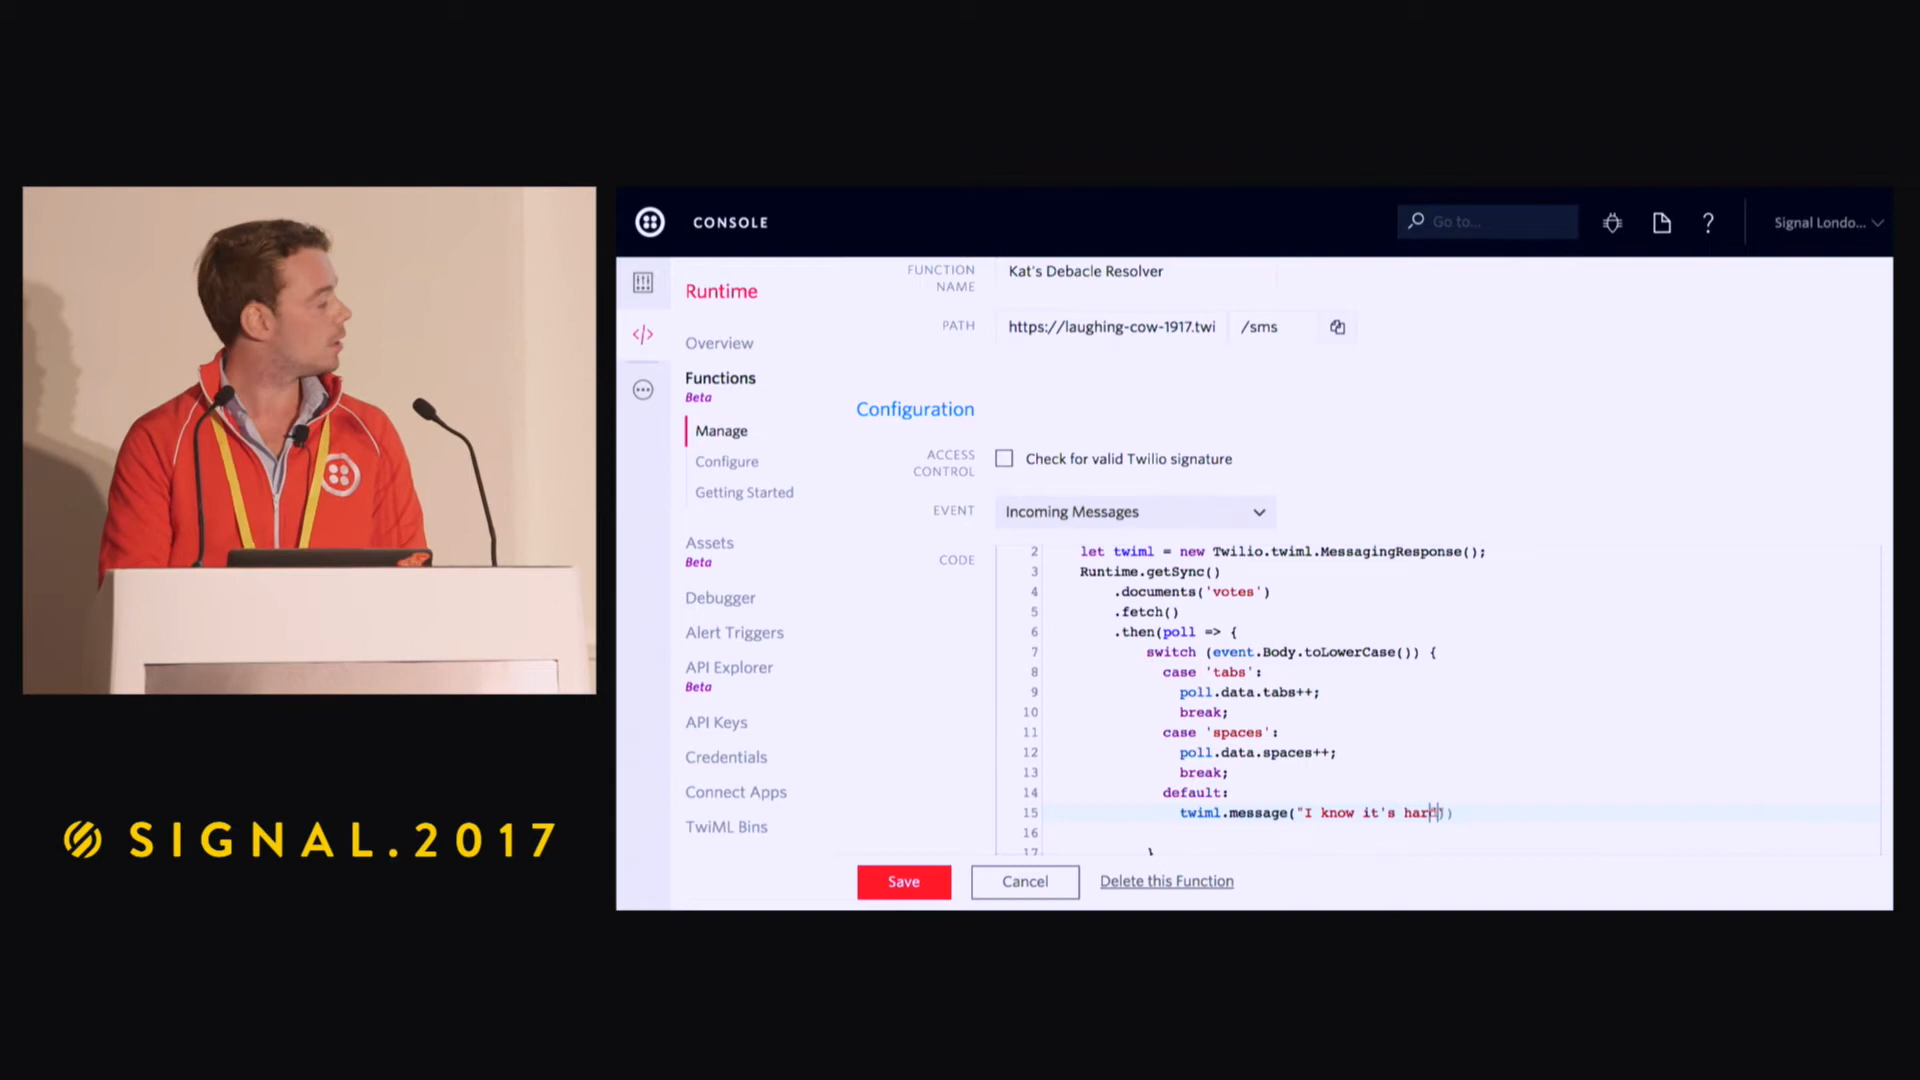 CONSOLE
Go to...
?
Signal Londo...
Runtime
Overview
Functions
Beta
Manage
Configure
Getting Started
Assets
Beta
Debugger
Alert Triggers
API Explorer
Beta
API Keys
Credentials
Connect Apps
TwiML Bins
FUNCTION NAME
Kat's Debacle Resolver
PATH
https://laughing-cow-1917.twi
/sms
Configuration
ACCESS CONTROL
Check for valid Twilio signature
EVENT
Incoming Messages
CODE
2 let twiml = new Twilio.twiml.MessagingResponse();
3 Runtime.getSync()
4 .documents('votes')
5 .fetch()
6 .then(poll => {
7 switch (event.Body.toLowerCase()) {
8 case 'tabs':
9 poll.data.tabs++;
10 break;
11 case 'spaces':
12 poll.data.spaces++;
13 break;
14 default:
15 twiml.message("I know it's hard")
16
17 }
Save
Cancel
Delete this Function
SIGNAL.2017